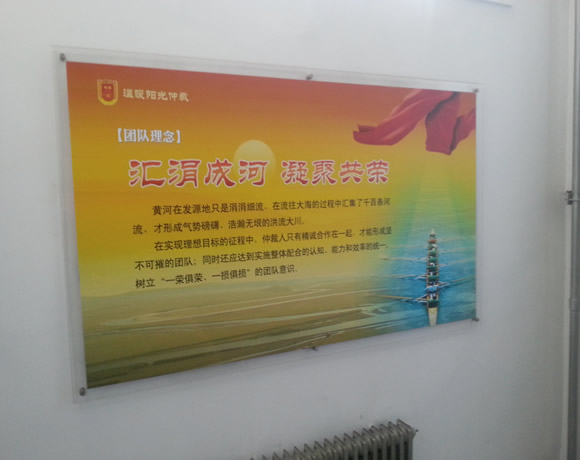 温暖阳光仲裁
【团队理念】
汇涓成河 凝聚共荣
黄河在发源地只是涓涓细流，在流往大海的过程中汇集了千百条河
流，才形成气势磅礴、浩瀚无垠的洪流大川。
在实现理想目标的征程中，仲裁人只有精诚合作在一起，才能形成坚
不可摧的团队；同时还应达到实施整体配合的认知、能力和效率的统一，
树立“一荣俱荣、一损俱损”的团队意识。